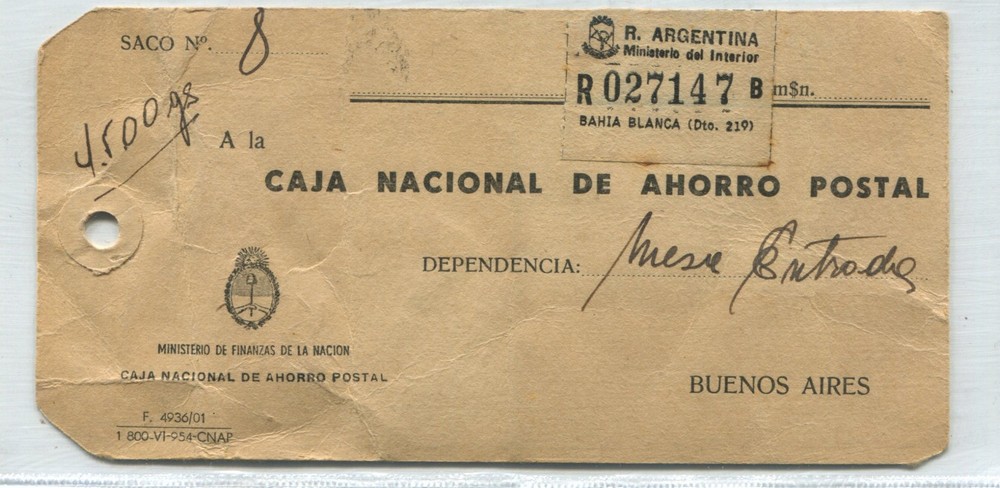 SACO Nº. 8
R. ARGENTINA
Ministerio del Interior
R 027147 B
m$n.
BAHIA BLANCA (Dto. 219)
4.500 gs
A la
CAJA NACIONAL DE AHORRO POSTAL
DEPENDENCIA: Mesa Entrada
MINISTERIO DE FINANZAS DE LA NACION
CAJA NACIONAL DE AHORRO POSTAL
BUENOS AIRES
F. 4936/01
1 800-VI-954-CNAP